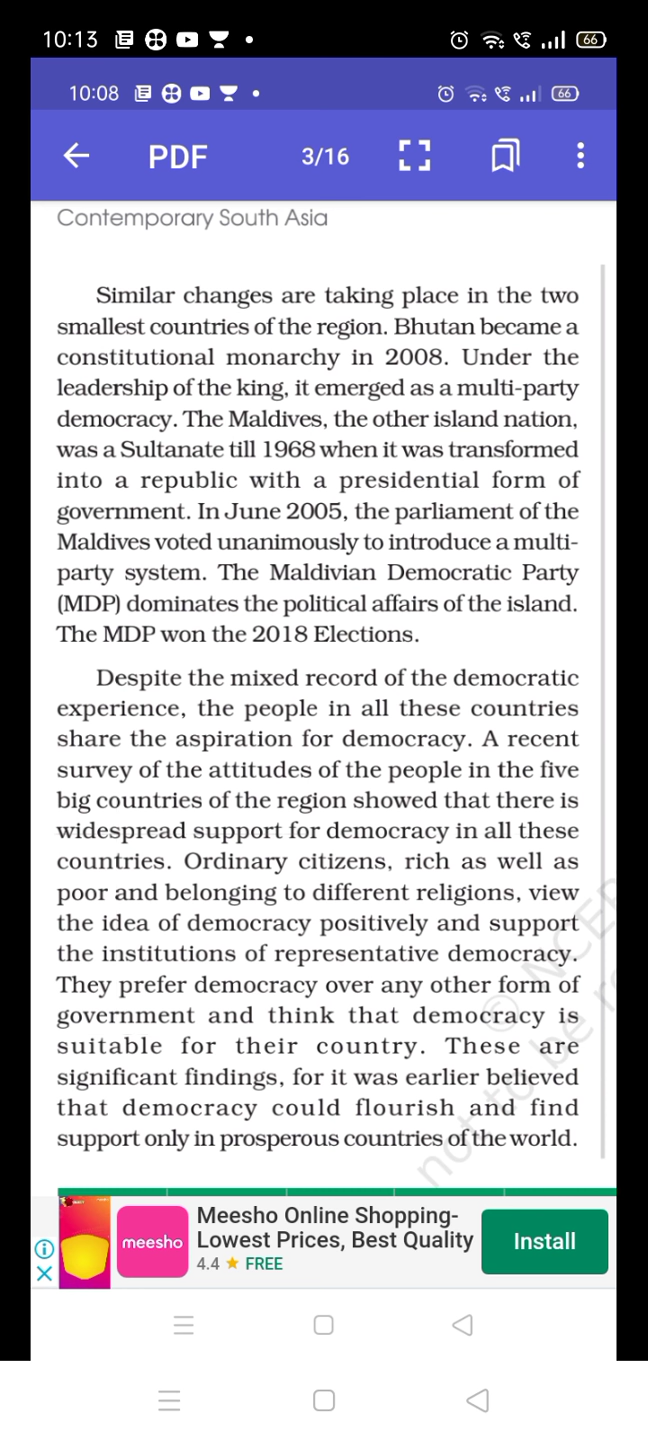 10:13
66
10:08
66
PDF 3/16
Contemporary South Asia
Similar changes are taking place in the two
smallest countries of the region. Bhutan became a
constitutional monarchy in 2008. Under the
leadership of the king, it emerged as a multi-party
democracy. The Maldives, the other island nation,
was a Sultanate till 1968 when it was transformed
into a republic with a presidential form of
government. In June 2005, the parliament of the
Maldives voted unanimously to introduce a multi-
party system. The Maldivian Democratic Party
(MDP) dominates the political affairs of the island.
The MDP won the 2018 Elections.
Despite the mixed record of the democratic
experience, the people in all these countries
share the aspiration for democracy. A recent
survey of the attitudes of the people in the five
big countries of the region showed that there is
widespread support for democracy in all these
countries. Ordinary citizens, rich as well as
poor and belonging to different religions, view
the idea of democracy positively and support
the institutions of representative democracy.
They prefer democracy over any other form of
government and think that democracy is
suitable for their country. These are
significant findings, for it was earlier believed
that democracy could flourish and find
support only in prosperous countries of the world.
© NCER
not to be re
meesho
Meesho Online Shopping-
Lowest Prices, Best Quality
4.4 ★ FREE
Install